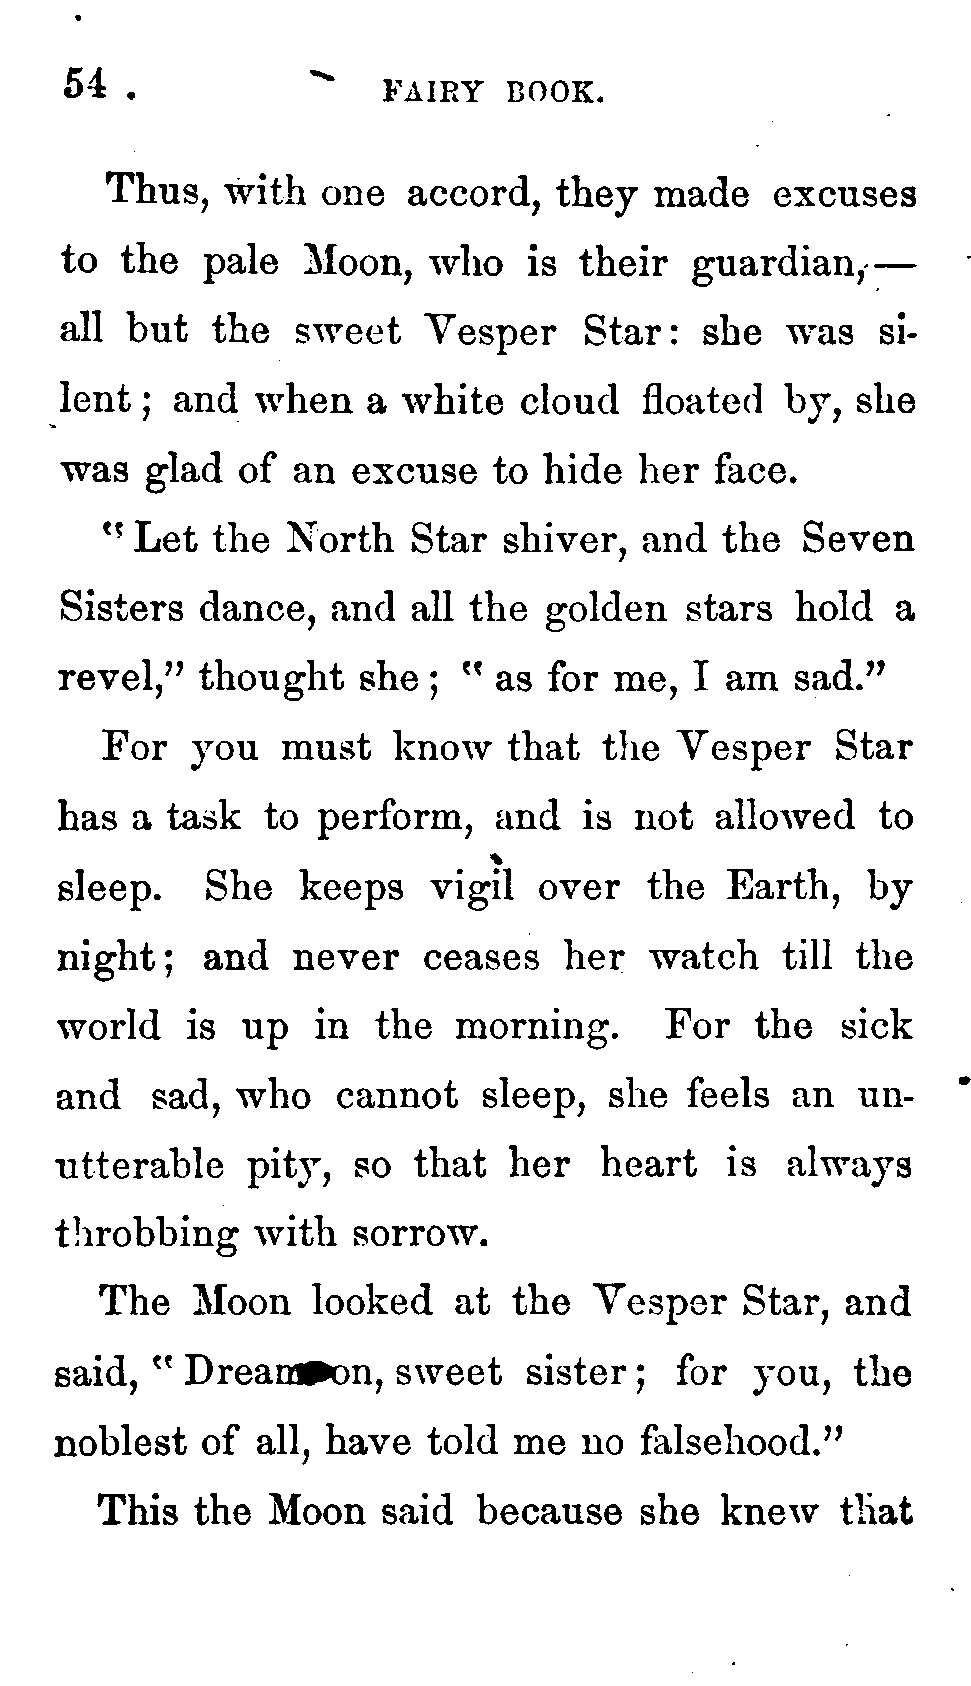 54 . FAIRY BOOK.
Thus, with one accord, they made excuses
to the pale Moon, who is their guardian,—
all but the sweet Vesper Star: she was si-
lent; and when a white cloud floated by, she
was glad of an excuse to hide her face.
"Let the North Star shiver, and the Seven
Sisters dance, and all the golden stars hold a
revel," thought she; "as for me, I am sad."
For you must know that the Vesper Star
has a task to perform, and is not allowed to
sleep. She keeps vigil over the Earth, by
night; and never ceases her watch till the
world is up in the morning. For the sick
and sad, who cannot sleep, she feels an un-
utterable pity, so that her heart is always
throbbing with sorrow.
The Moon looked at the Vesper Star, and
said, "Dream on, sweet sister; for you, the
noblest of all, have told me no falsehood."
This the Moon said because she knew that